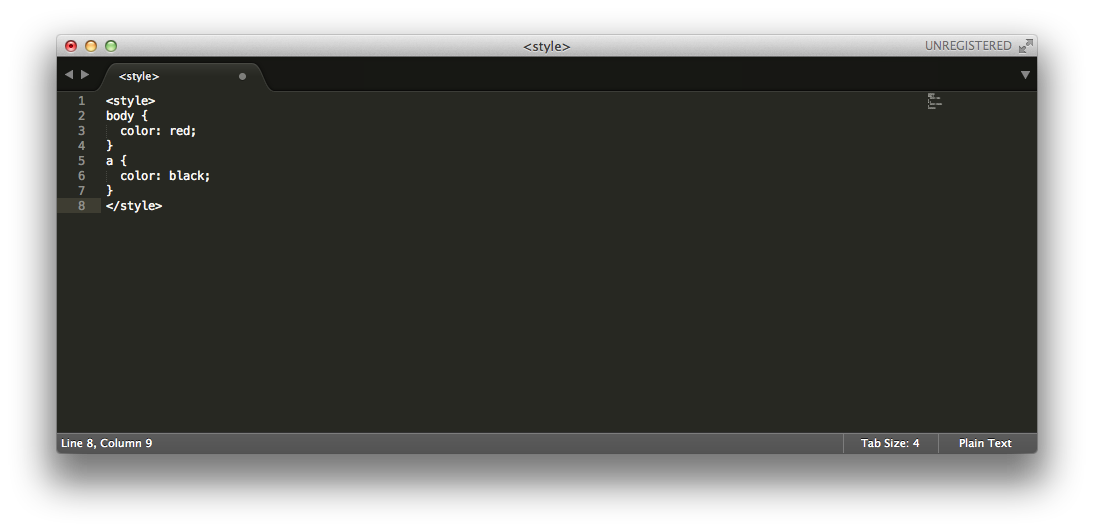 <style>
UNREGISTERED
<style>
1 <style>
2 body {
3   color: red;
4 }
5 a {
6   color: black;
7 }
8 </style>
Line 8, Column 9
Tab Size: 4
Plain Text